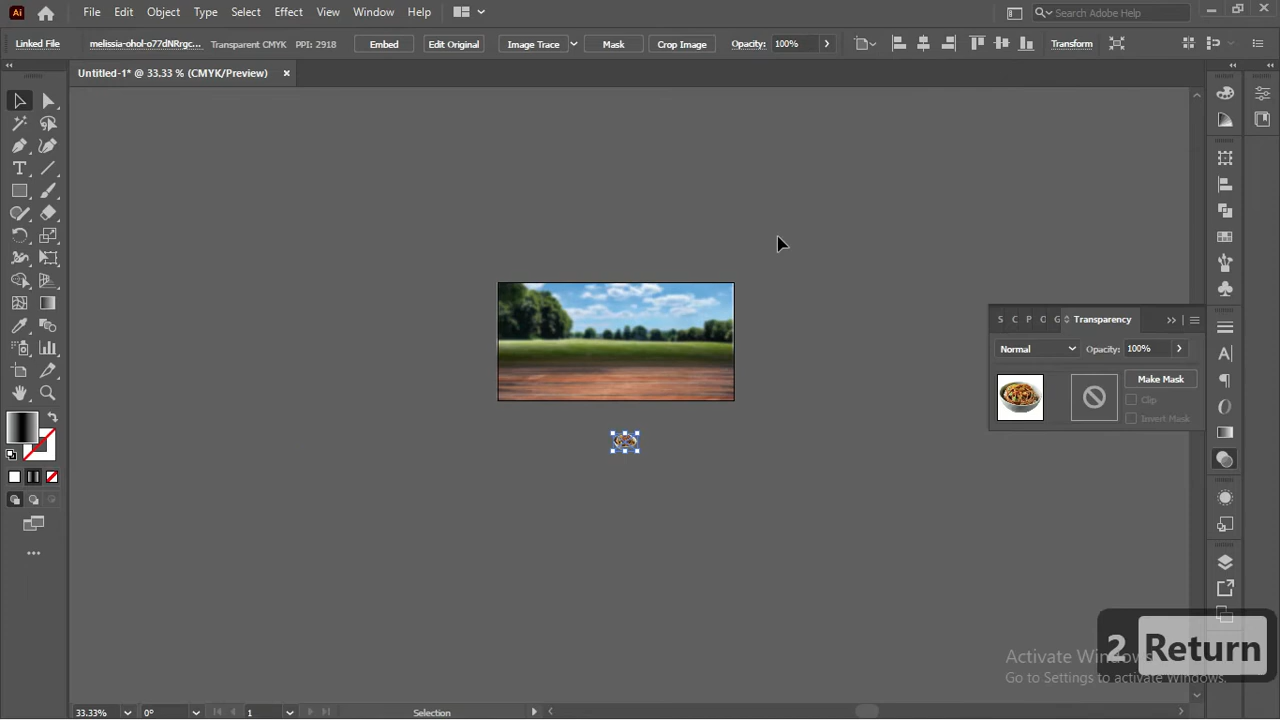 Ai File Edit Object Type Select Effect View Window Help Search Adobe Help
Linked File melissia-ohol-o77dNRrgc... Transparent CMYK PPI: 2918 Embed Edit Original Image Trace Mask Crop Image Opacity: 100% Transform
Untitled-1* @ 33.33 % (CMYK/Preview)
S C P O G Transparency
Normal Opacity: 100%
Make Mask
Clip
Invert Mask
2 Return
Activate Windows
Go to Settings to activate Windows.
33.33% 0° 1 Selection